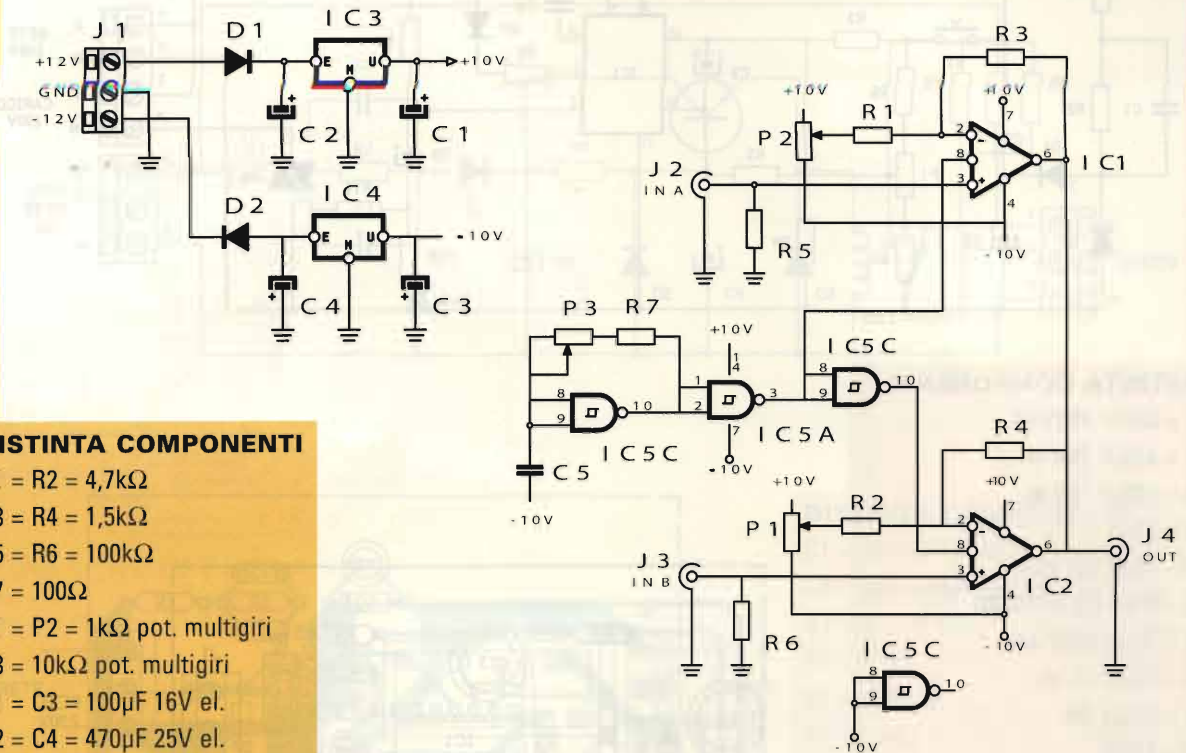 J1
D1
IC3
+12V
GND
-12V
E
M
U
+10V
C2
C1
D2
IC4
E
M
U
-10V
C4
C3
R3
+10V
+10V
P2
R1
2
7
-
8
6
IC1
J2
IN A
3
+
4
R5
-10V
P3
R7
+10V
14
IC5C
8
9
10
1
2
3
8
9
10
IC5C
IC5A
7
-10V
C5
-10V
R4
+10V
+10V
P1
R2
2
7
-
8
6
J4
OUT
J3
IN B
3
+
4
IC2
R6
-10V
IC5C
8
9
10
-10V
ISTINTA COMPONENTI
= R2 = 4,7kΩ
= R4 = 1,5kΩ
= R6 = 100kΩ
= 100Ω
= P2 = 1kΩ pot. multigiri
= 10kΩ pot. multigiri
= C3 = 100µF 16V el.
= C4 = 470µF 25V el.